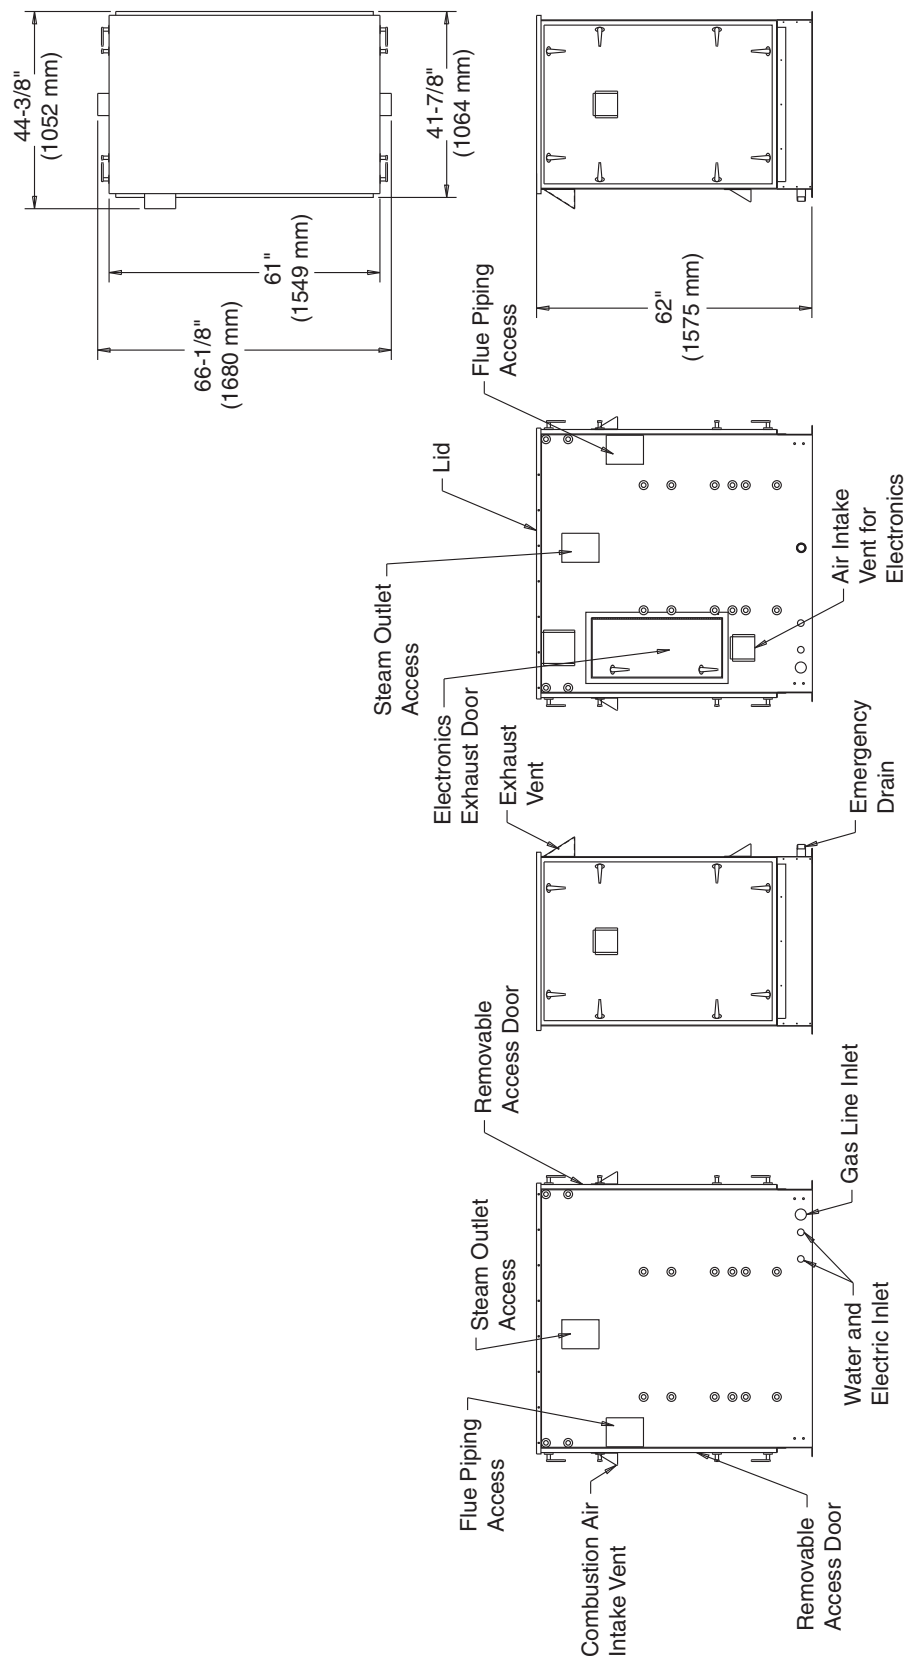 44-3/8"
(1052 mm)
41-7/8"
(1064 mm)
61"
(1549 mm)
66-1/8"
(1680 mm)
62"
(1575 mm)
Flue Piping
Access
Lid
Steam Outlet
Access
Electronics
Exhaust Door
Exhaust
Vent
Air Intake
Vent for
Electronics
Emergency
Drain
Removable
Access Door
Steam Outlet
Access
Flue Piping
Access
Combustion Air
Intake Vent
Gas Line Inlet
Water and
Electric Inlet
Removable
Access Door